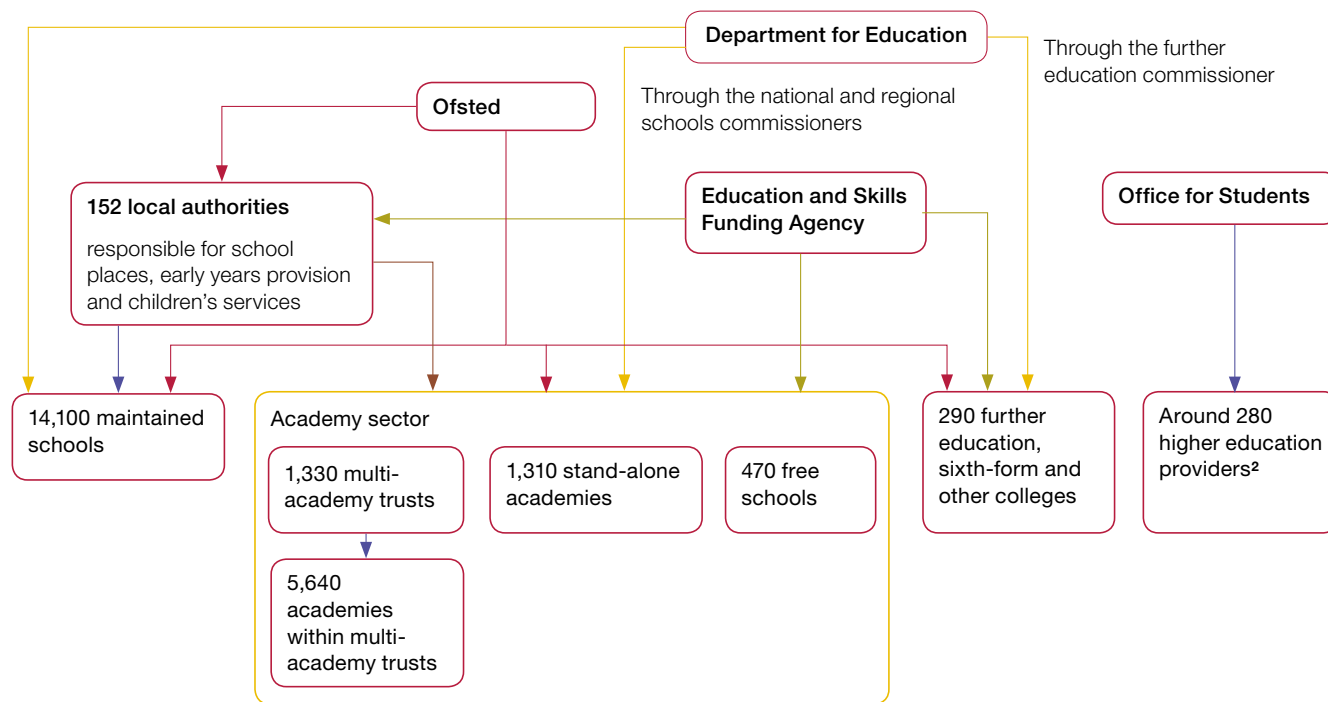 Department for Education
Through the further
education commissioner
Ofsted
Through the national and regional
schools commissioners
152 local authorities
responsible for school
places, early years provision
and children’s services
Education and Skills
Funding Agency
Office for Students
14,100 maintained
schools
Academy sector
1,330 multi-
academy trusts
1,310 stand-alone
academies
470 free
schools
5,640
academies
within multi-
academy trusts
290 further
education,
sixth-form and
other colleges
Around 280
higher education
providers²